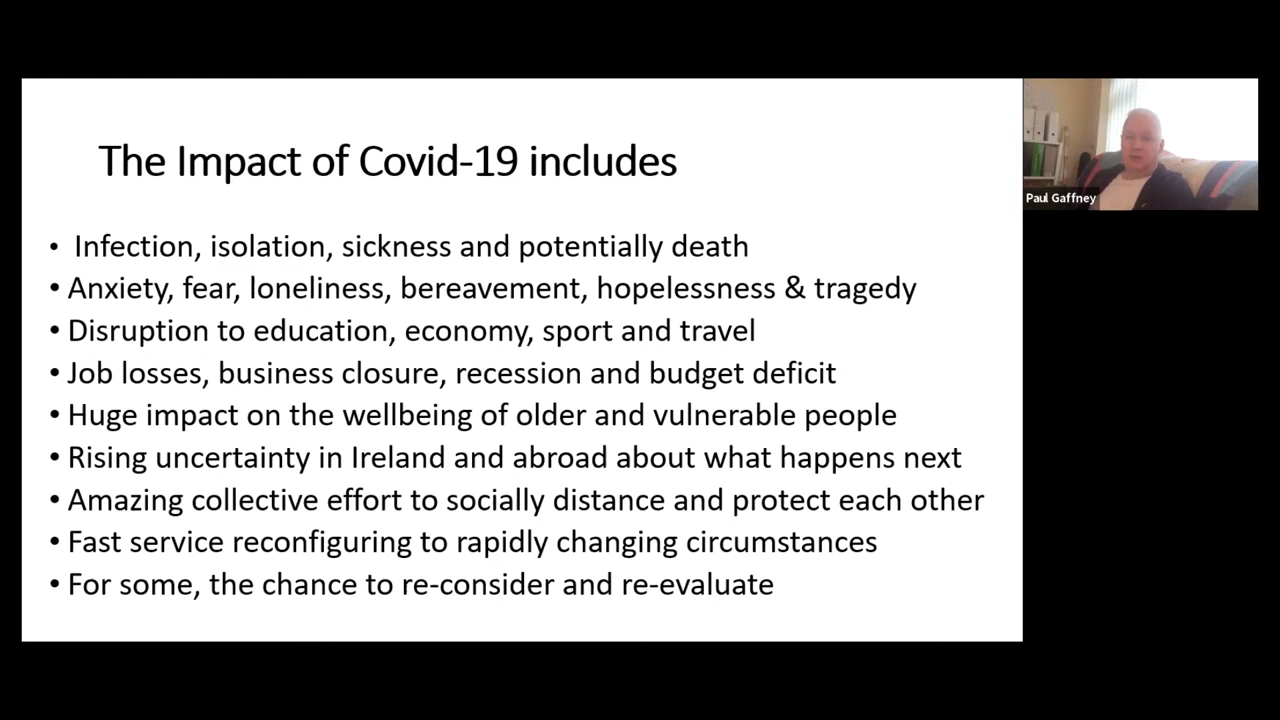 The Impact of Covid-19 includes
• Infection, isolation, sickness and potentially death
• Anxiety, fear, loneliness, bereavement, hopelessness & tragedy
• Disruption to education, economy, sport and travel
• Job losses, business closure, recession and budget deficit
• Huge impact on the wellbeing of older and vulnerable people
• Rising uncertainty in Ireland and abroad about what happens next
• Amazing collective effort to socially distance and protect each other
• Fast service reconfiguring to rapidly changing circumstances
• For some, the chance to re-consider and re-evaluate
Paul Gaffney